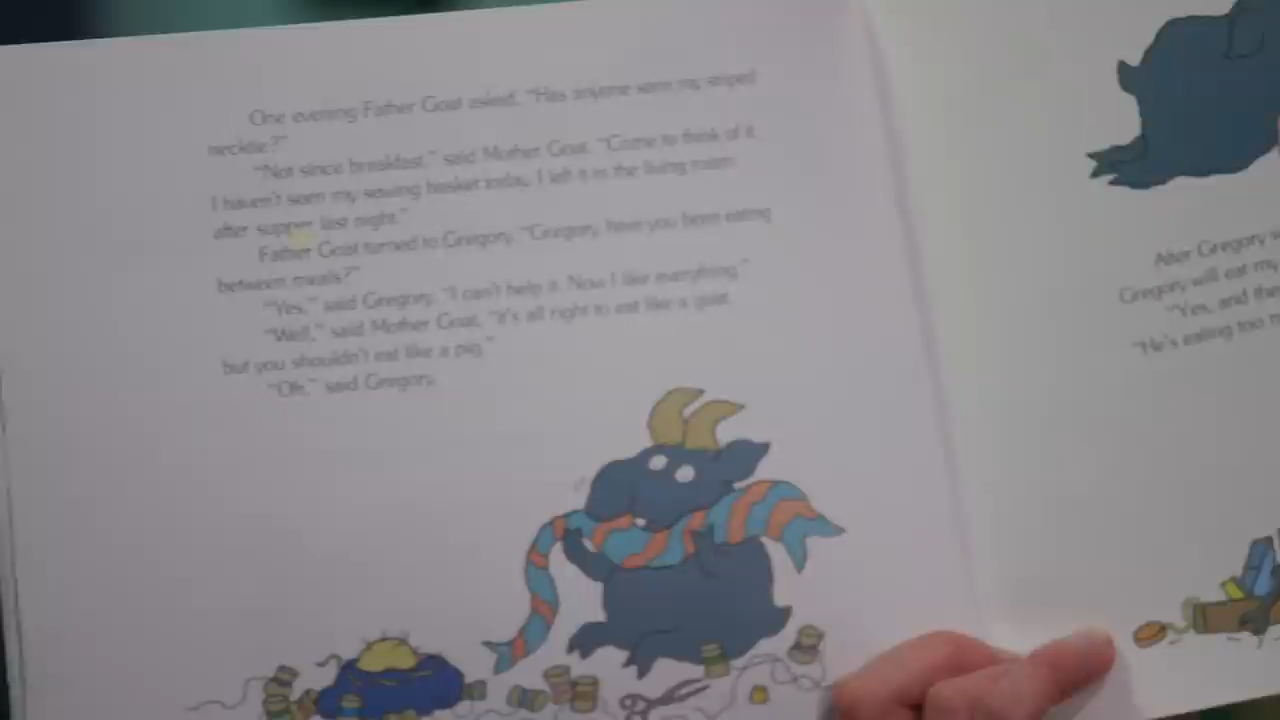 One evening Father Goat asked, "Has anyone seen my striped
necktie?"
"Not since breakfast," said Mother Goat. "Come to think of it,
I haven't seen my sewing basket today. I left it in the living room
after supper last night."
Father Goat turned to Gregory. "Gregory, have you been eating
between meals?"
"Yes," said Gregory. "I can't help it. Now I like everything."
"Well," said Mother Goat, "it's all right to eat like a goat,
but you shouldn't eat like a pig."
"Oh," said Gregory.
After Gregory
Gregory will eat my
"Yes, and the
"He's eating too